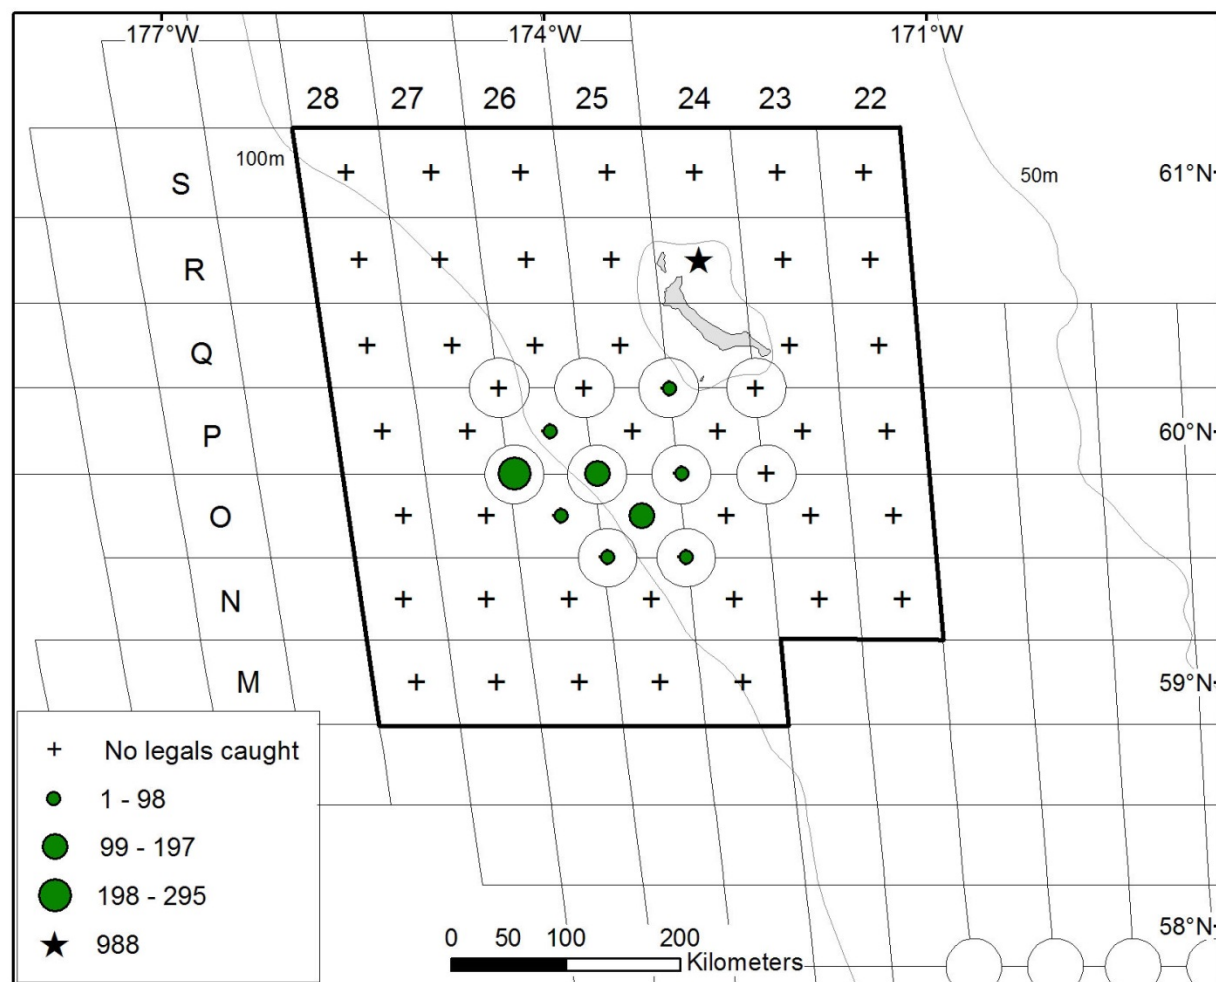 177°W 174°W 171°W
28 27 26 25 24 23 22
100m
50m
S
61°N
R
Q
P
60°N
O
N
M
59°N
No legals caught
1 - 98
99 - 197
198 - 295
988
58°N
0 50 100 200
Kilometers